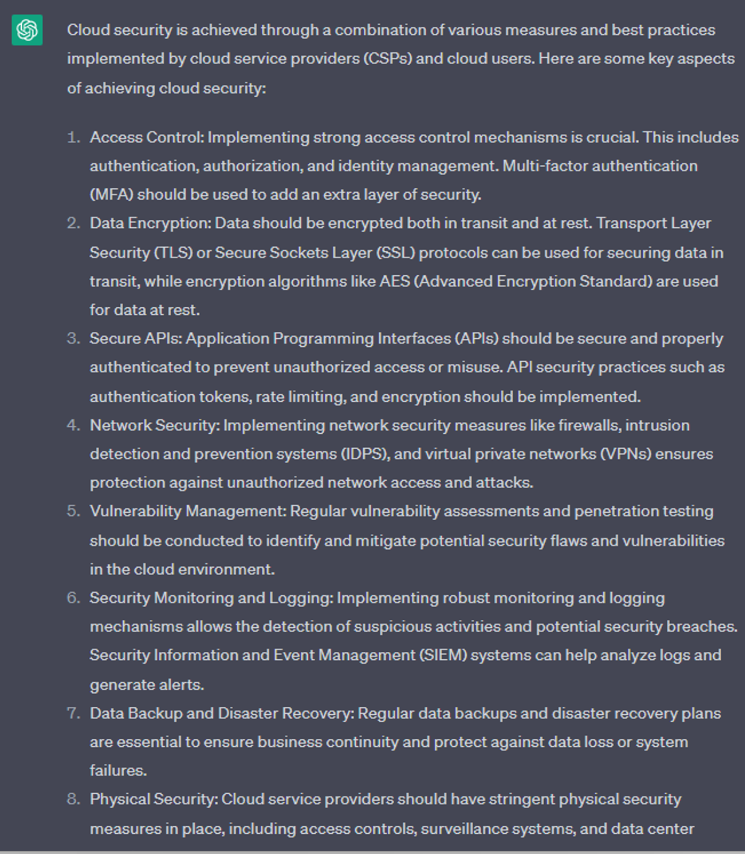 Cloud security is achieved through a combination of various measures and best practices
implemented by cloud service providers (CSPs) and cloud users. Here are some key aspects
of achieving cloud security:
1. Access Control: Implementing strong access control mechanisms is crucial. This includes
authentication, authorization, and identity management. Multi-factor authentication
(MFA) should be used to add an extra layer of security.
2. Data Encryption: Data should be encrypted both in transit and at rest. Transport Layer
Security (TLS) or Secure Sockets Layer (SSL) protocols can be used for securing data in
transit, while encryption algorithms like AES (Advanced Encryption Standard) are used
for data at rest.
3. Secure APIs: Application Programming Interfaces (APIs) should be secure and properly
authenticated to prevent unauthorized access or misuse. API security practices such as
authentication tokens, rate limiting, and encryption should be implemented.
4. Network Security: Implementing network security measures like firewalls, intrusion
detection and prevention systems (IDPS), and virtual private networks (VPNs) ensures
protection against unauthorized network access and attacks.
5. Vulnerability Management: Regular vulnerability assessments and penetration testing
should be conducted to identify and mitigate potential security flaws and vulnerabilities
in the cloud environment.
6. Security Monitoring and Logging: Implementing robust monitoring and logging
mechanisms allows the detection of suspicious activities and potential security breaches.
Security Information and Event Management (SIEM) systems can help analyze logs and
generate alerts.
7. Data Backup and Disaster Recovery: Regular data backups and disaster recovery plans
are essential to ensure business continuity and protect against data loss or system
failures.
8. Physical Security: Cloud service providers should have stringent physical security
measures in place, including access controls, surveillance systems, and data center